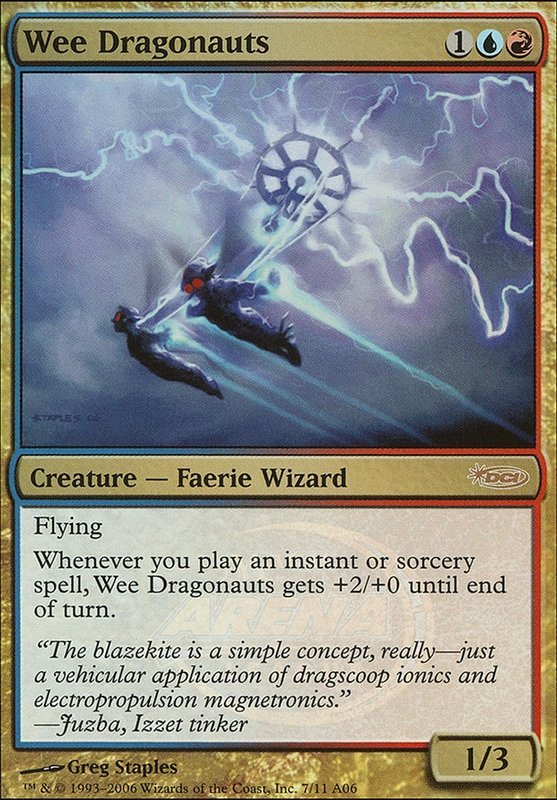 Wee Dragonauts
1
STAPLES 05
Creature — Faerie Wizard
DCI
Flying
Whenever you play an instant or sorcery
spell, Wee Dragonauts gets +2/+0 until end
of turn.
ARENA
“The blazekite is a simple concept, really—just
a vehicular application of dragscoop ionics and
electropropulsion magnetronics.”
—Juzba, Izzet tinker
1/3
Greg Staples
™ & © 1993–2006 Wizards of the Coast, Inc. 7/11 A06